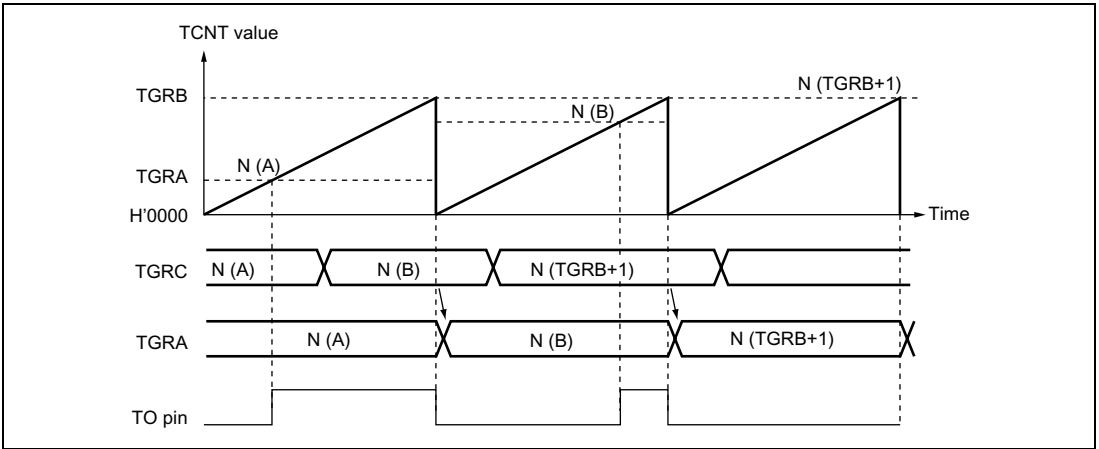 TCNT value
N (TGRB+1)
TGRB
N (B)
N (A)
TGRA
H'0000
Time
TGRC N (A) N (B) N (TGRB+1)
TGRA N (A) N (B) N (TGRB+1)
TO pin